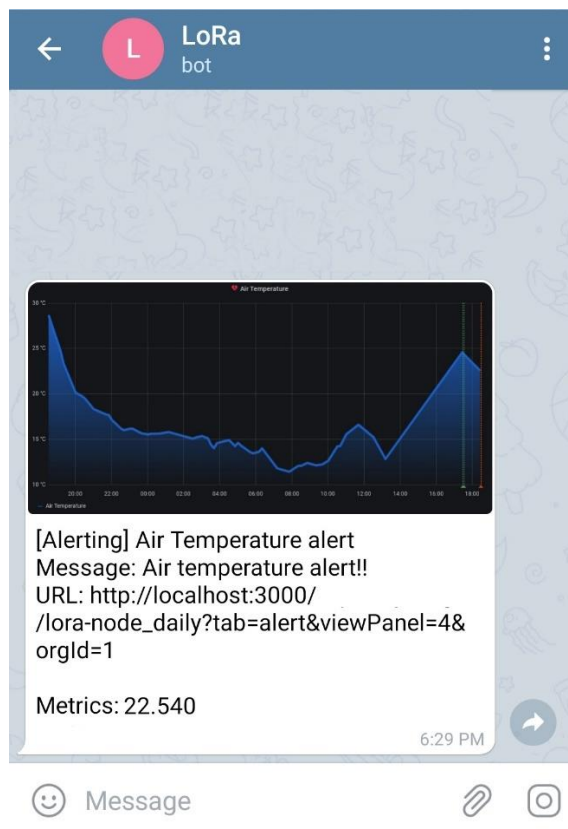 LoRa
L
bot
Air Temperature
30 °C
25 °C
20 °C
15 °C
10 °C
20:00 22:00 00:00 02:00 04:00 06:00 08:00 10:00 12:00 14:00 16:00 18:00
Air Temperature
[Alerting] Air Temperature alert
Message: Air temperature alert!!
URL: http://localhost:3000/
/lora-node_daily?tab=alert&viewPanel=4&
orgId=1
Metrics: 22.540
6:29 PM
Message